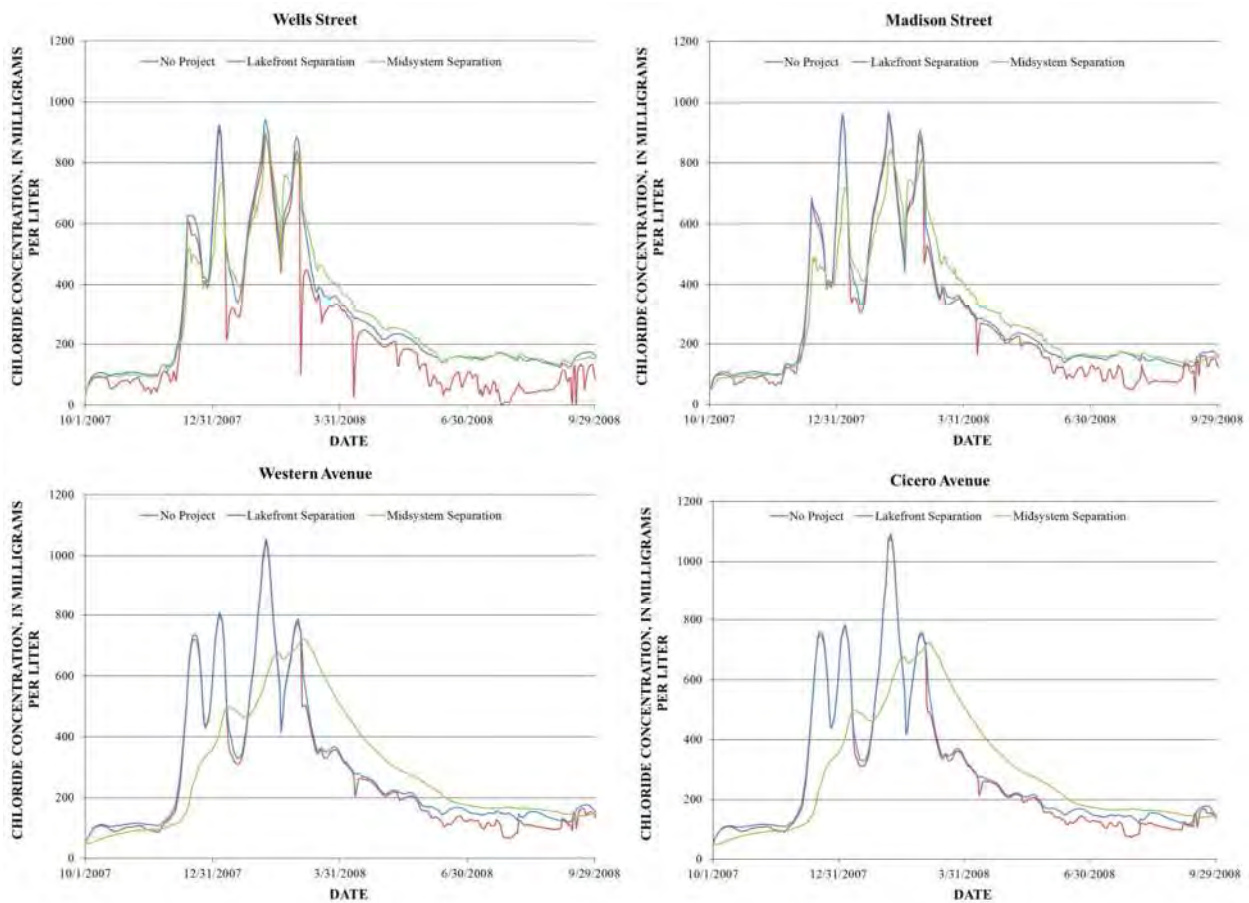 Wells Street
CHLORIDE CONCENTRATION, IN MILLIGRAMS
PER LITER
1200
1000
800
600
400
200
0
No Project
Lakefront Separation
Midsystem Separation
10/1/2007
12/31/2007
3/31/2008
6/30/2008
9/29/2008
DATE
Madison Street
CHLORIDE CONCENTRATION, IN MILLIGRAMS
PER LITER
1200
1000
800
600
400
200
0
No Project
Lakefront Separation
Midsystem Separation
10/1/2007
12/31/2007
3/31/2008
6/30/2008
9/29/2008
DATE
Western Avenue
CHLORIDE CONCENTRATION, IN MILLIGRAMS
PER LITER
1200
1000
800
600
400
200
0
No Project
Lakefront Separation
Midsystem Separation
10/1/2007
12/31/2007
3/31/2008
6/30/2008
9/29/2008
DATE
Cicero Avenue
CHLORIDE CONCENTRATION, IN MILLIGRAMS
PER LITER
1200
1000
800
600
400
200
0
No Project
Lakefront Separation
Midsystem Separation
10/1/2007
12/31/2007
3/31/2008
6/30/2008
9/29/2008
DATE